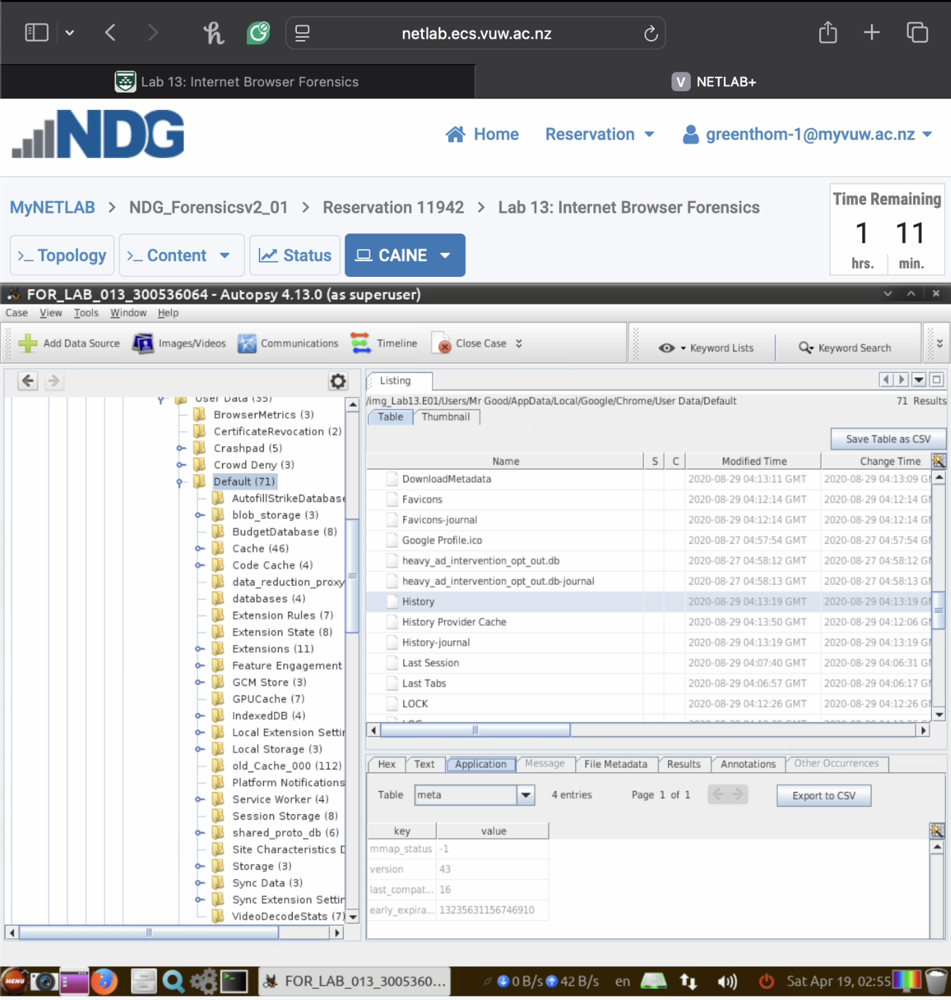 netlab.ecs.vuw.ac.nz
Lab 13: Internet Browser Forensics
V NETLAB+
NDG
Home
Reservation
greenthom-1@myvuw.ac.nz
MyNETLAB > NDG_Forensicsv2_01 > Reservation 11942 > Lab 13: Internet Browser Forensics
Time Remaining
1 11
hrs. min.
>_ Topology
>_ Content
Status
CAINE
FOR_LAB_013_300536064 - Autopsy 4.13.0 (as superuser)
Case View Tools Window Help
Add Data Source
Images/Videos
Communications
Timeline
Close Case
Keyword Lists
Keyword Search
User Data (35)
BrowserMetrics (3)
CertificateRevocation (2)
Crashpad (5)
Crowd Deny (3)
Default (71)
AutofillStrikeDatabase
blob_storage (3)
BudgetDatabase (8)
Cache (46)
Code Cache (4)
data_reduction_proxy
databases (4)
Extension Rules (7)
Extension State (8)
Extensions (11)
Feature Engagement
GCM Store (3)
GPUCache (7)
IndexedDB (4)
Local Extension Settin
Local Storage (3)
old_Cache_000 (112)
Platform Notifications
Service Worker (4)
Session Storage (8)
shared_proto_db (6)
Site Characteristics D
Storage (3)
Sync Data (3)
Sync Extension Settin
VideoDecodeStats (7)
Listing
/img_Lab13.E01/Users/Mr Good/AppData/Local/Google/Chrome/User Data/Default
71 Results
Table Thumbnail
Save Table as CSV
Name S C Modified Time Change Time
DownloadMetadata 2020-08-29 04:13:11 GMT 2020-08-29 04:13:09 GM
Favicons 2020-08-29 04:12:14 GMT 2020-08-29 04:12:14 GM
Favicons-journal 2020-08-29 04:12:14 GMT 2020-08-29 04:12:14 GM
Google Profile.ico 2020-08-27 04:57:54 GMT 2020-08-27 04:57:54 GM
heavy_ad_intervention_opt_out.db 2020-08-27 04:58:12 GMT 2020-08-27 04:58:12 GM
heavy_ad_intervention_opt_out.db-journal 2020-08-27 04:58:13 GMT 2020-08-27 04:58:13 GM
History 2020-08-29 04:13:19 GMT 2020-08-29 04:13:19 GM
History Provider Cache 2020-08-29 04:13:50 GMT 2020-08-29 04:12:06 GM
History-journal 2020-08-29 04:13:19 GMT 2020-08-29 04:13:19 GM
Last Session 2020-08-29 04:07:40 GMT 2020-08-29 04:06:31 GM
Last Tabs 2020-08-29 04:06:57 GMT 2020-08-29 04:06:17 GM
LOCK 2020-08-29 04:12:26 GMT 2020-08-29 04:12:26 GM
Hex Text Application Message File Metadata Results Annotations Other Occurrences
Table meta 4 entries Page 1 of 1 Export to CSV
key value
mmap_status -1
version 43
last_compat... 16
early_expira... 13235631156746910
MENU
FOR_LAB_013_3005360...
0 B/s 42 B/s
en
Sat Apr 19, 02:55